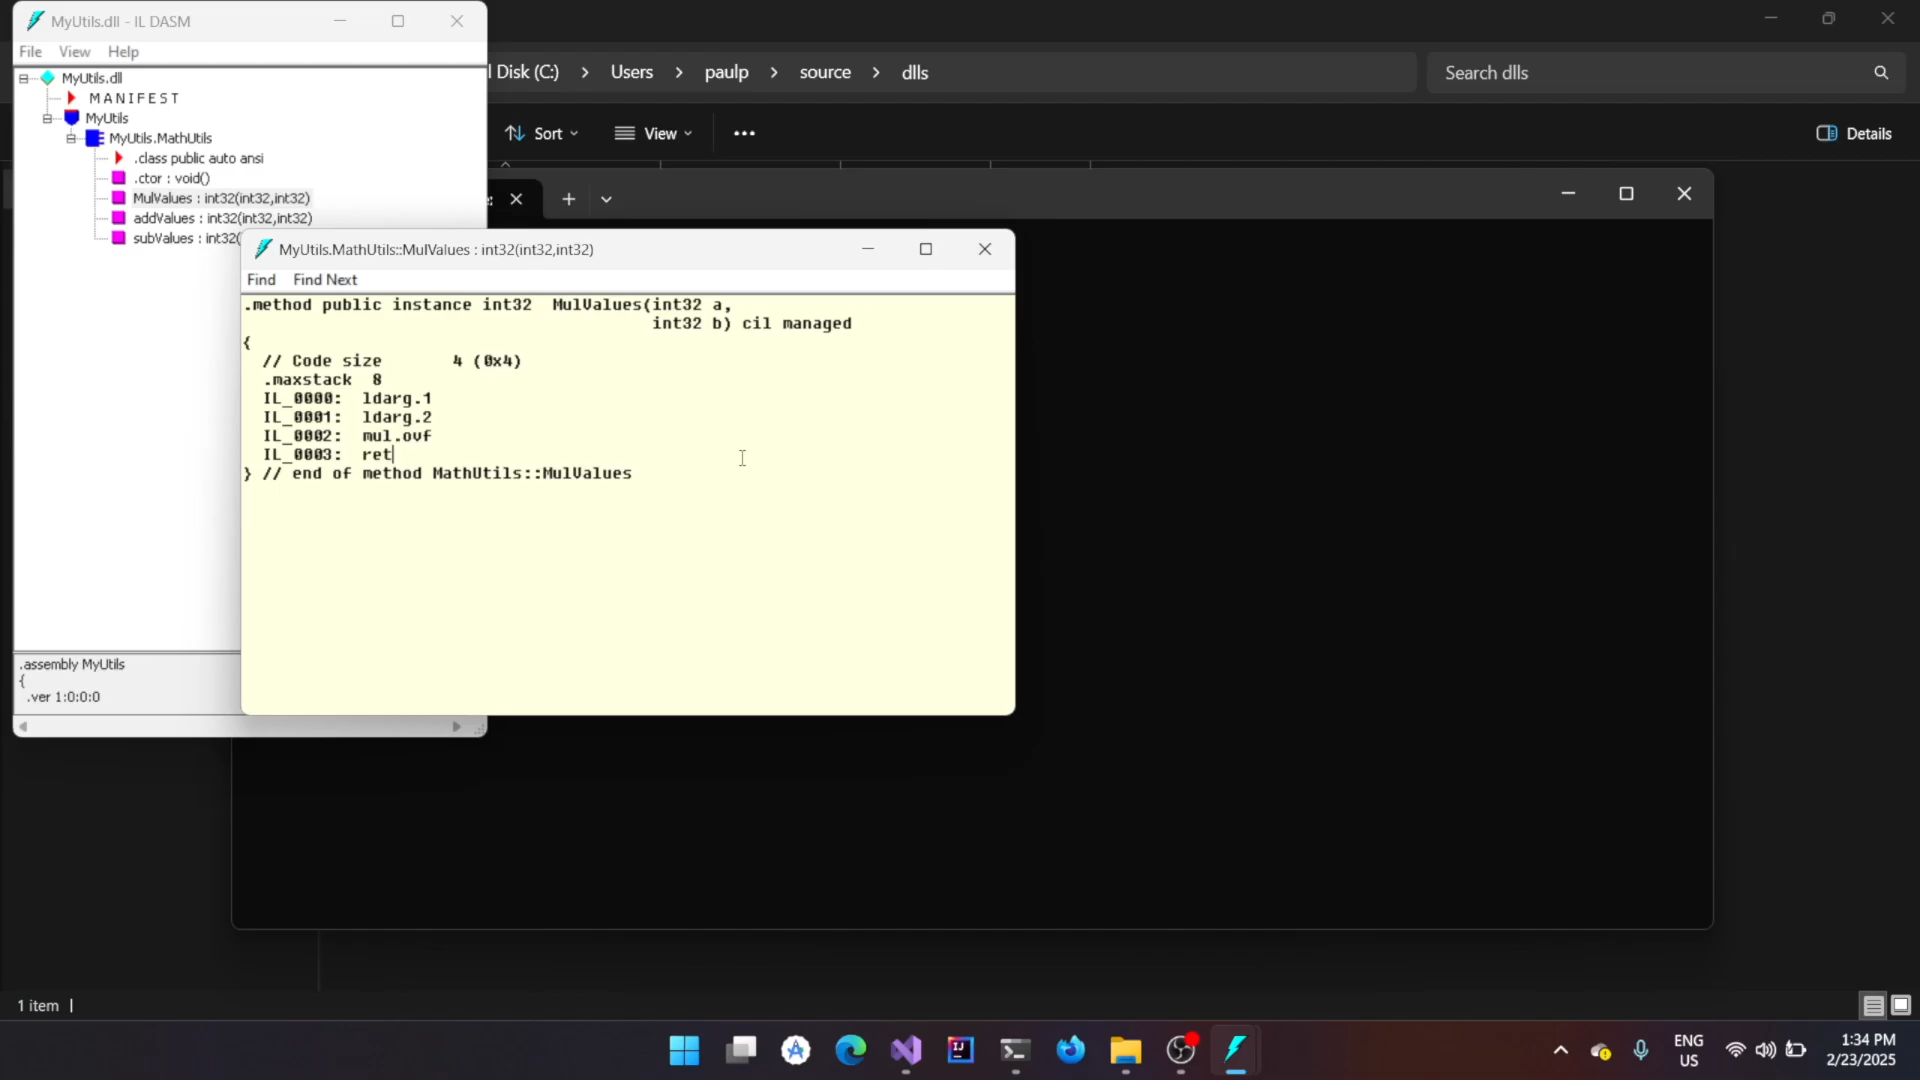 MyUtils.dll - IL DASM
File View Help
MyUtils.dll
M A N I F E S T
MyUtils
MyUtils.MathUtils
.class public auto ansi
.ctor : void()
MulValues : int32(int32,int32)
addValues : int32(int32,int32)
subValues : int32(
.assembly MyUtils
{
.ver 1:0:0:0
l Disk (C:) > Users > paulp > source > dlls
Search dlls
Sort
View
Details
MyUtils.MathUtils::MulValues : int32(int32,int32)
Find Find Next
.method public instance int32 MulValues(int32 a,
int32 b) cil managed
{
// Code size 4 (0x4)
.maxstack 8
IL_0000: ldarg.1
IL_0001: ldarg.2
IL_0002: mul.ovf
IL_0003: ret
} // end of method MathUtils::MulValues
1 item
ENG
US
1:34 PM
2/23/2025